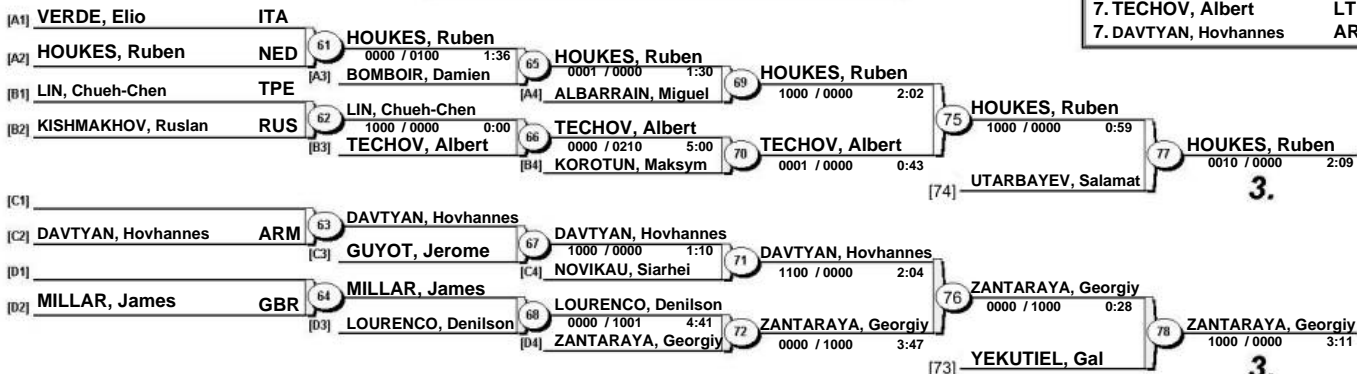 7. TECHOV, Albert LT
7. DAVTYAN, Hovhannes AR
[A1] VERDE, Elio ITA
[A2] HOUKES, Ruben NED
61
HOUKES, Ruben
0000 / 0100 1:36
[A3] BOMBOIR, Damien
65
HOUKES, Ruben
0001 / 0000 1:30
[A4] ALBARRAIN, Miguel
69
HOUKES, Ruben
1000 / 0000 2:02
[B1] LIN, Chueh-Chen TPE
[B2] KISHMAKHOV, Ruslan RUS
62
LIN, Chueh-Chen
1000 / 0000 0:00
[B3] TECHOV, Albert
66
TECHOV, Albert
0000 / 0210 5:00
[B4] KOROTUN, Maksym
70
TECHOV, Albert
0001 / 0000 0:43
75
HOUKES, Ruben
1000 / 0000 0:59
[74] UTARBAYEV, Salamat
77
HOUKES, Ruben
0010 / 0000 2:09
3.
[C1]
[C2] DAVTYAN, Hovhannes ARM
63
DAVTYAN, Hovhannes
[C3] GUYOT, Jerome
67
DAVTYAN, Hovhannes
1000 / 0000 1:10
[C4] NOVIKAU, Siarhei
71
DAVTYAN, Hovhannes
1100 / 0000 2:04
[D1]
[D2] MILLAR, James GBR
64
MILLAR, James
[D3] LOURENCO, Denilson
68
LOURENCO, Denilson
0000 / 1001 4:41
[D4] ZANTARAYA, Georgiy
72
ZANTARAYA, Georgiy
0000 / 1000 3:47
76
ZANTARAYA, Georgiy
0000 / 1000 0:28
[73] YEKUTIEL, Gal
78
ZANTARAYA, Georgiy
1000 / 0000 3:11
3.